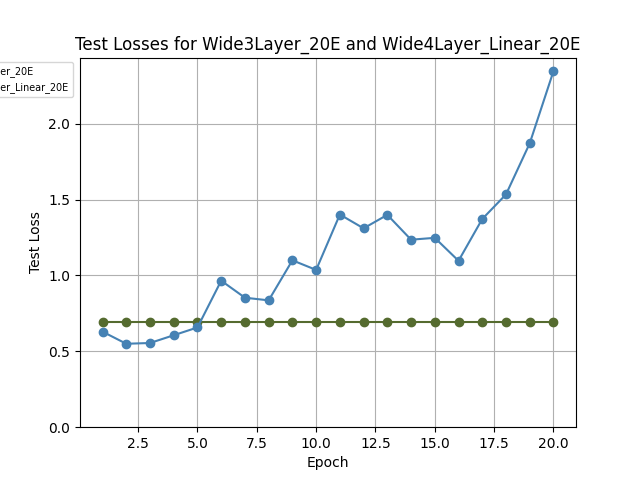 Test Losses for Wide3Layer_20E and Wide4Layer_Linear_20E
er_20E
er_Linear_20E
2.0
1.5
1.0
0.5
0.0
Test Loss
2.5 5.0 7.5 10.0 12.5 15.0 17.5 20.0
Epoch